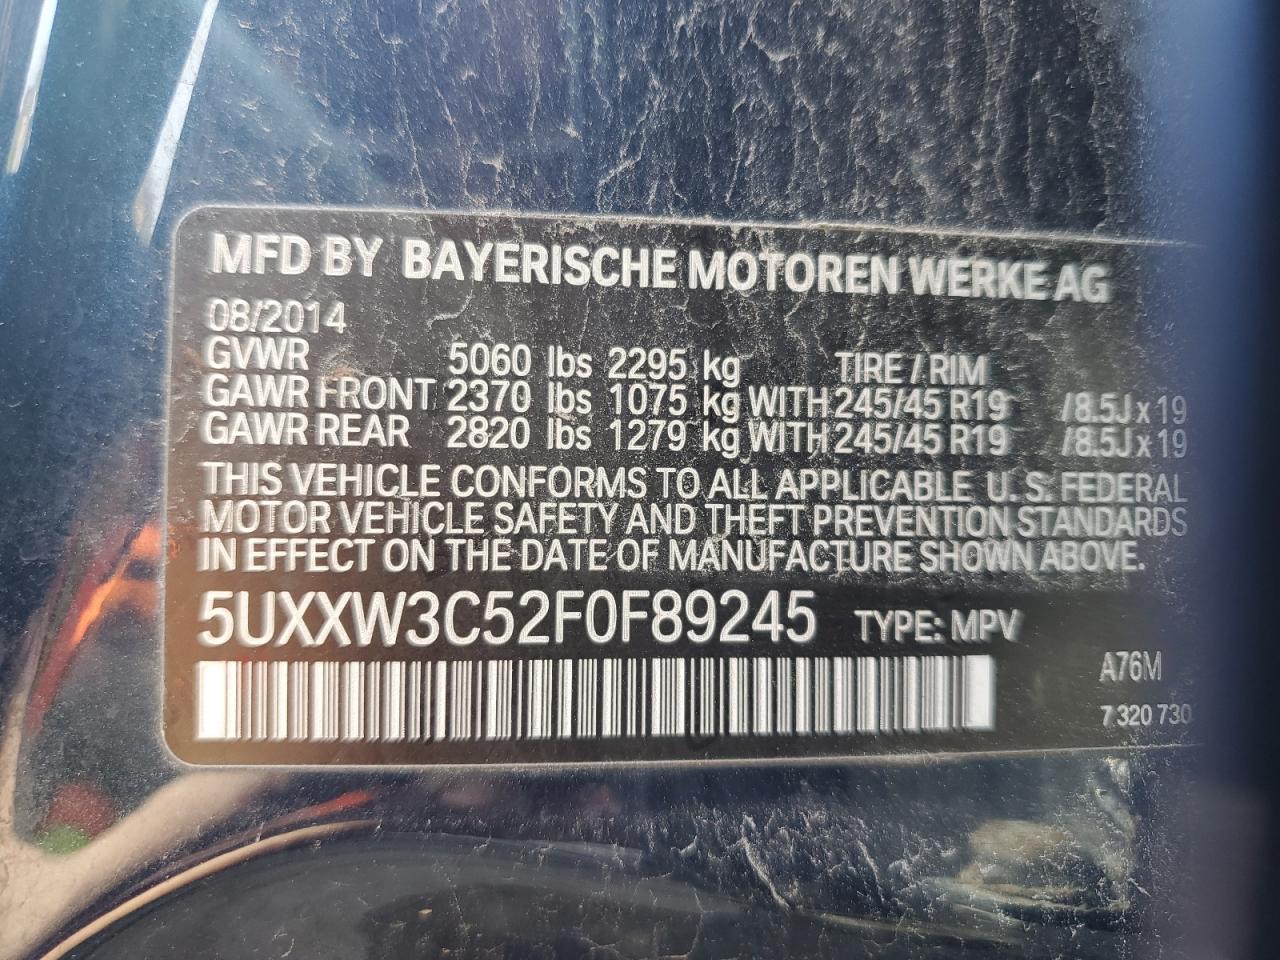 MFD BY BAYERISCHE MOTOREN WERKE AG
08/2014
GVWR 5060 lbs 2295 kg TIRE / RIM
GAWR FRONT 2370 lbs 1075 kg WITH 245/45 R19 /8.5J x 19
GAWR REAR 2820 lbs 1279 kg WITH 245/45 R19 /8.5J x 19
THIS VEHICLE CONFORMS TO ALL APPLICABLE U.S. FEDERAL
MOTOR VEHICLE SAFETY AND THEFT PREVENTION STANDARDS
IN EFFECT ON THE DATE OF MANUFACTURE SHOWN ABOVE.
5UXXW3C52F0F89245 TYPE: MPV
A76M
7 320 730